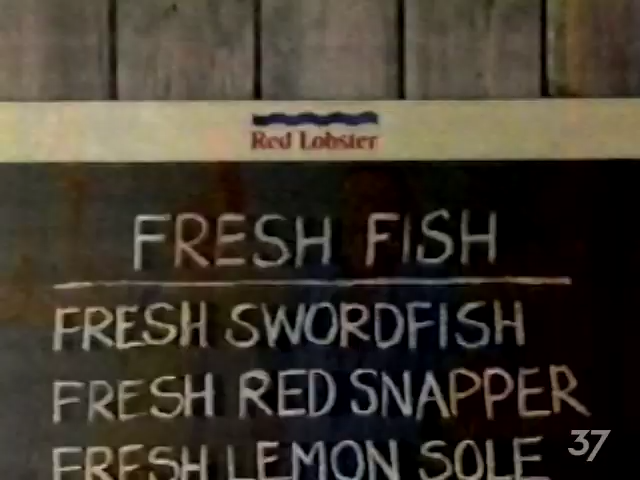 Red Lobster
FRESH FISH
FRESH SWORDFISH
FRESH RED SNAPPER
FRESH LEMON SOLE
37